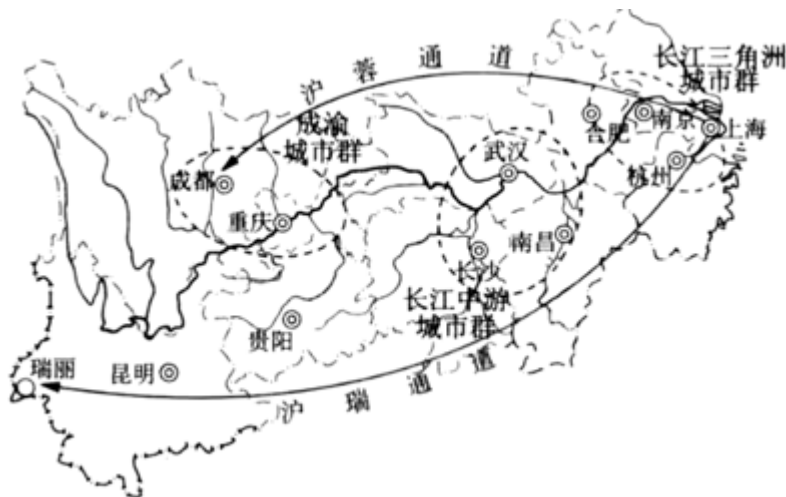 沪蓉通道
长江三角洲
城市群
成渝
城市群
合肥
南京
上海
武汉
杭州
成都
重庆
南昌
长沙
长江中游
城市群
贵阳
瑞丽
昆明
沪瑞通道